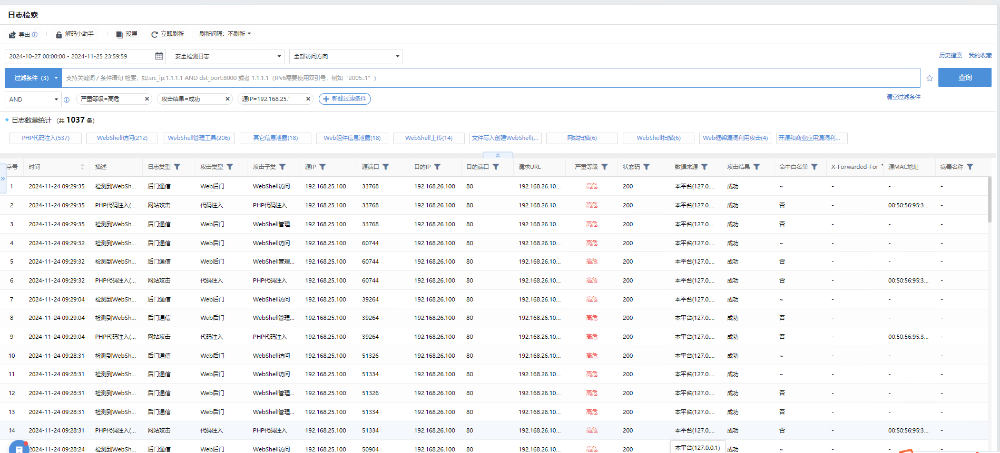 日志检索
导出 解码小助手 投屏 立即刷新 刷新间隔：不刷新
2024-10-27 00:00:00 - 2024-11-25 23:59:59 安全检测日志 全部访问方向 历史搜索 我的收藏
过滤条件（3） 支持关键词 / 条件语句 检索，如:src_ip:1.1.1.1 AND dst_port:8000 或者 1.1.1.1（IPv6需要使用双引号，例如“2005::1”） 查询
AND 严重等级=高危 × 攻击结果=成功 × 源IP=192.168.25. × + 新建过滤条件 清空过滤条件
日志数量统计 （共 1037 条）
PHP代码注入(537) WebShell访问(212) WebShell管理工具(206) 其它信息泄露(18) Web组件信息泄露(18) WebShell上传(14) 文件写入创建WebShell(... 网站扫描(6) WebShell扫描(6) Web框架漏洞利用攻击(4) 开源和商业应用漏洞利...
序号 时间 描述 日志类型 攻击类型 攻击子类 源IP 源端口 目的IP 目的端口 请求URL 严重等级 状态码 数据来源 攻击结果 命中白名单 X-Forwarded-For 源MAC地址 病毒名称
1 2024-11-24 09:29:35 检测到WebSh... 后门通信 Web后门 WebShell访问 192.168.25.100 33768 192.168.26.100 80 192.168.26.10... 高危 200 本平台(127.0.... 成功 ~ - - -
2 2024-11-24 09:29:35 PHP代码注入(... 网站攻击 代码注入 PHP代码注入 192.168.25.100 33768 192.168.26.100 80 192.168.26.10... 高危 200 本平台(127.0.... 成功 否 - 00:50:56:95:3... -
3 2024-11-24 09:29:35 检测到WebSh... 后门通信 Web后门 WebShell管理... 192.168.25.100 33768 192.168.26.100 80 192.168.26.10... 高危 200 本平台(127.0.... 成功 否 - - -
4 2024-11-24 09:29:32 检测到WebSh... 后门通信 Web后门 WebShell访问 192.168.25.100 60744 192.168.26.100 80 192.168.26.10... 高危 200 本平台(127.0.... 成功 ~ - - -
5 2024-11-24 09:29:32 检测到WebSh... 后门通信 Web后门 WebShell管理... 192.168.25.100 60744 192.168.26.100 80 192.168.26.10... 高危 200 本平台(127.0.... 成功 否 - - -
6 2024-11-24 09:29:32 PHP代码注入(... 网站攻击 代码注入 PHP代码注入 192.168.25.100 60744 192.168.26.100 80 192.168.26.10... 高危 200 本平台(127.0.... 成功 否 - 00:50:56:95:3... -
7 2024-11-24 09:29:04 检测到WebSh... 后门通信 Web后门 WebShell访问 192.168.25.100 39264 192.168.26.100 80 192.168.26.10... 高危 200 本平台(127.0.... 成功 ~ - - -
8 2024-11-24 09:29:04 检测到WebSh... 后门通信 Web后门 WebShell管理... 192.168.25.100 39264 192.168.26.100 80 192.168.26.10... 高危 200 本平台(127.0.... 成功 否 - - -
9 2024-11-24 09:29:04 PHP代码注入(... 网站攻击 代码注入 PHP代码注入 192.168.25.100 39264 192.168.26.100 80 192.168.26.10... 高危 200 本平台(127.0.... 成功 否 - 00:50:56:95:3... -
10 2024-11-24 09:28:31 检测到WebSh... 后门通信 Web后门 WebShell访问 192.168.25.100 51326 192.168.26.100 80 192.168.26.10... 高危 200 本平台(127.0.... 成功 ~ - - -
11 2024-11-24 09:28:31 检测到WebSh... 后门通信 Web后门 WebShell访问 192.168.25.100 51334 192.168.26.100 80 192.168.26.10... 高危 200 本平台(127.0.... 成功 ~ - - -
12 2024-11-24 09:28:31 检测到WebSh... 后门通信 Web后门 WebShell管理... 192.168.25.100 51326 192.168.26.100 80 192.168.26.10... 高危 200 本平台(127.0.... 成功 否 - - -
13 2024-11-24 09:28:31 检测到WebSh... 后门通信 Web后门 WebShell管理... 192.168.25.100 51334 192.168.26.100 80 192.168.26.10... 高危 200 本平台(127.0.... 成功 否 - - -
14 2024-11-24 09:28:31 PHP代码注入(... 网站攻击 代码注入 PHP代码注入 192.168.25.100 51334 192.168.26.100 80 192.168.26.10... 高危 200 本平台(127.0.... 成功 否 - 00:50:56:95:3... -
2024-11-24 09:28:24 检测到WebSh... 后门通信 Web后门 WebShell访问 192.168.25.100 50904 192.168.26.100 80 192.168.26.10... 高危 200 本平台(127.0.0.1) 成功 ~ - - -